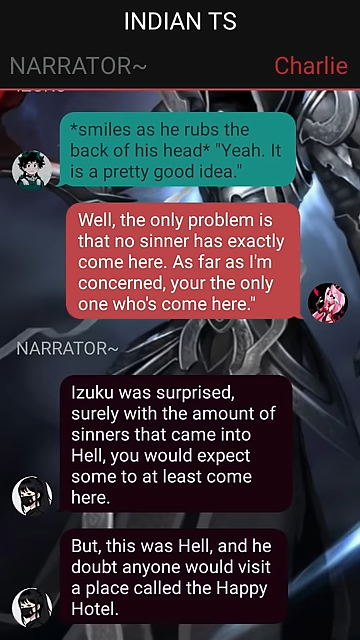 INDIAN TS
NARRATOR~
Charlie
*smiles as he rubs the
back of his head* "Yeah. It
is a pretty good idea."
Well, the only problem is
that no sinner has exactly
come here. As far as I'm
concerned, your the only
one who's come here."
NARRATOR~
Izuku was surprised,
surely with the amount of
sinners that came into
Hell, you would expect
some to at least come
here.
But, this was Hell, and he
doubt anyone would visit
a place called the Happy
Hotel.